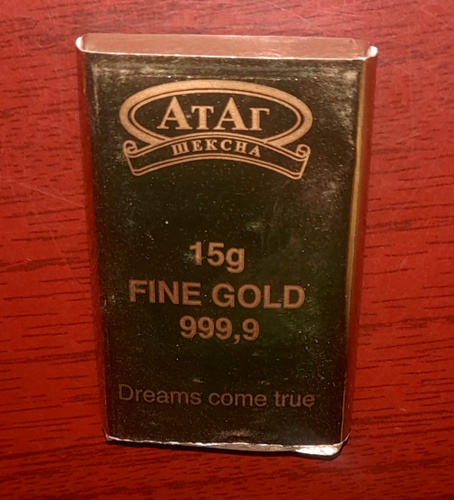 АтАг
ШЕКСНА
15g
FINE GOLD
999,9
Dreams come true